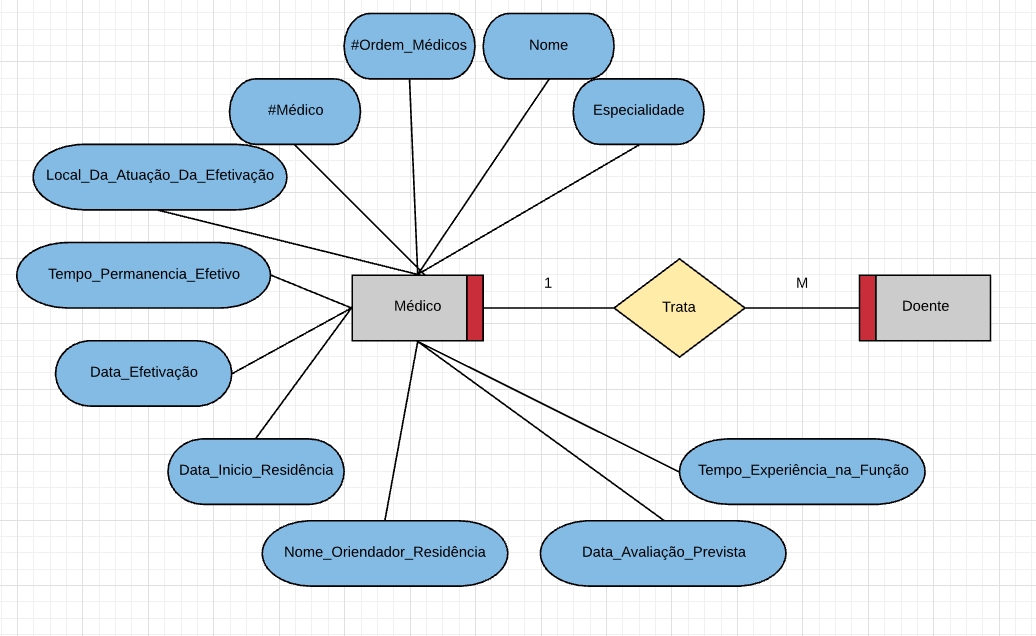 #Ordem_Médicos
Nome
#Médico
Especialidade
Local_Da_Atuação_Da_Efetivação
Tempo_Permanencia_Efetivo
1
M
Médico
Trata
Doente
Data_Efetivação
Data_Inicio_Residência
Tempo_Experiência_na_Função
Nome_Oriendador_Residência
Data_Avaliação_Prevista